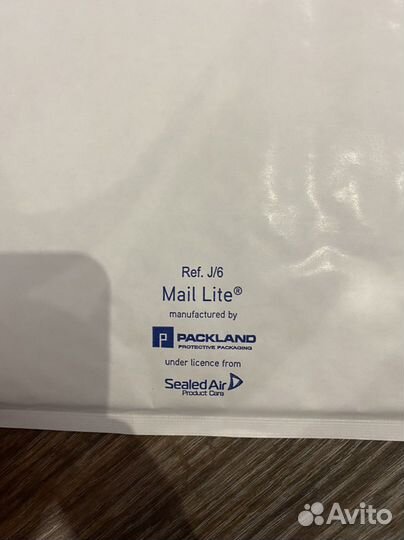 Ref. J/6
Mail Lite®
manufactured by
PACKLAND
PROTECTIVE PACKAGING
under licence from
Sealed Air
Product Care
Avito